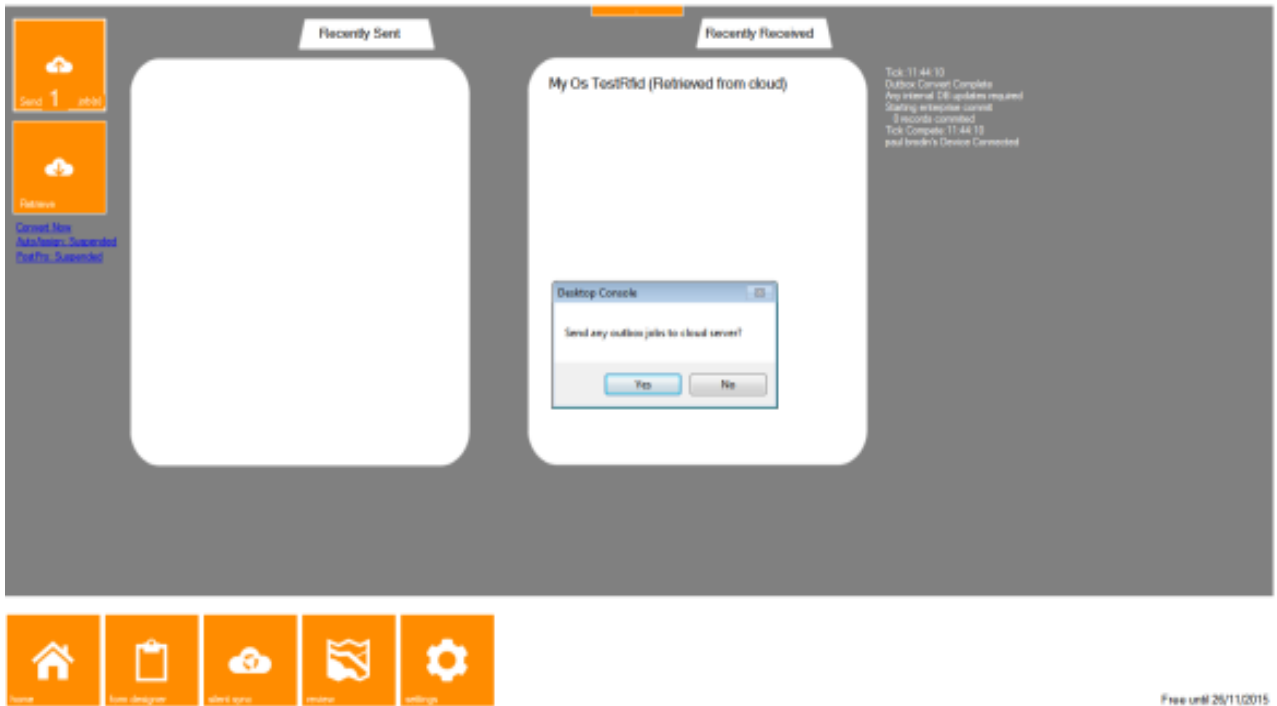 Recently Sent
Recently Received
Send 1 Job(s)
Retrieve
Convert Now
AutoAssign: Suspended
PostPro: Suspended
My Os TestRfid (Retrieved from cloud)
Tick: 11:44:10
Outbox Convert Complete
Any internal DB updates required
Starting enterprise commit
0 records commited
Tick Compete: 11:44:10
paul bredin's Device Connected
Desktop Console
Send any outbox jobs to cloud server?
Yes
No
home
form designer
silent sync
review
settings
Free until 26/11/2015